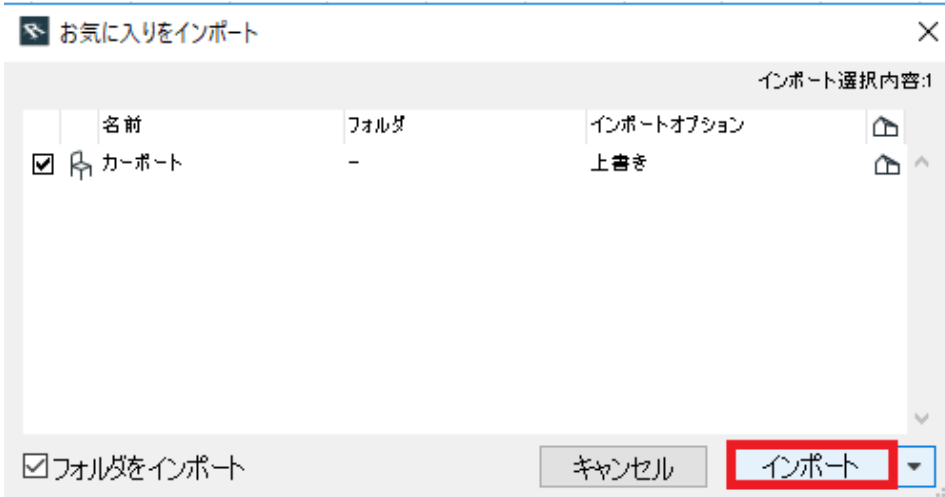 お気に入りをインポート
インポート選択内容:1
名前 フォルダ インポートオプション
カーポート - 上書き
フォルダをインポート キャンセル インポート